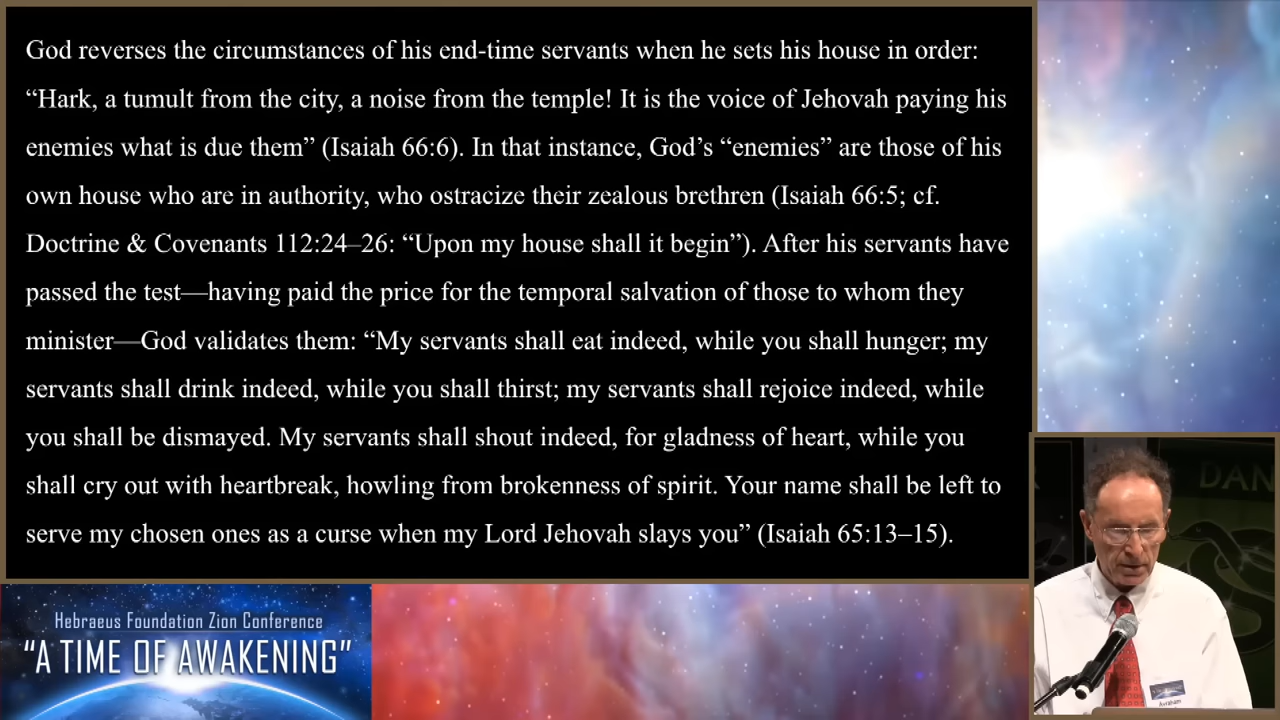 God reverses the circumstances of his end-time servants when he sets his house in order:
“Hark, a tumult from the city, a noise from the temple! It is the voice of Jehovah paying his
enemies what is due them” (Isaiah 66:6). In that instance, God’s “enemies” are those of his
own house who are in authority, who ostracize their zealous brethren (Isaiah 66:5; cf.
Doctrine & Covenants 112:24–26: “Upon my house shall it begin”). After his servants have
passed the test—having paid the price for the temporal salvation of those to whom they
minister—God validates them: “My servants shall eat indeed, while you shall hunger; my
servants shall drink indeed, while you shall thirst; my servants shall rejoice indeed, while
you shall be dismayed. My servants shall shout indeed, for gladness of heart, while you
shall cry out with heartbreak, howling from brokenness of spirit. Your name shall be left to
serve my chosen ones as a curse when my Lord Jehovah slays you” (Isaiah 65:13–15).
Hebraeus Foundation Zion Conference
“A TIME OF AWAKENING”
DAN
Avraham